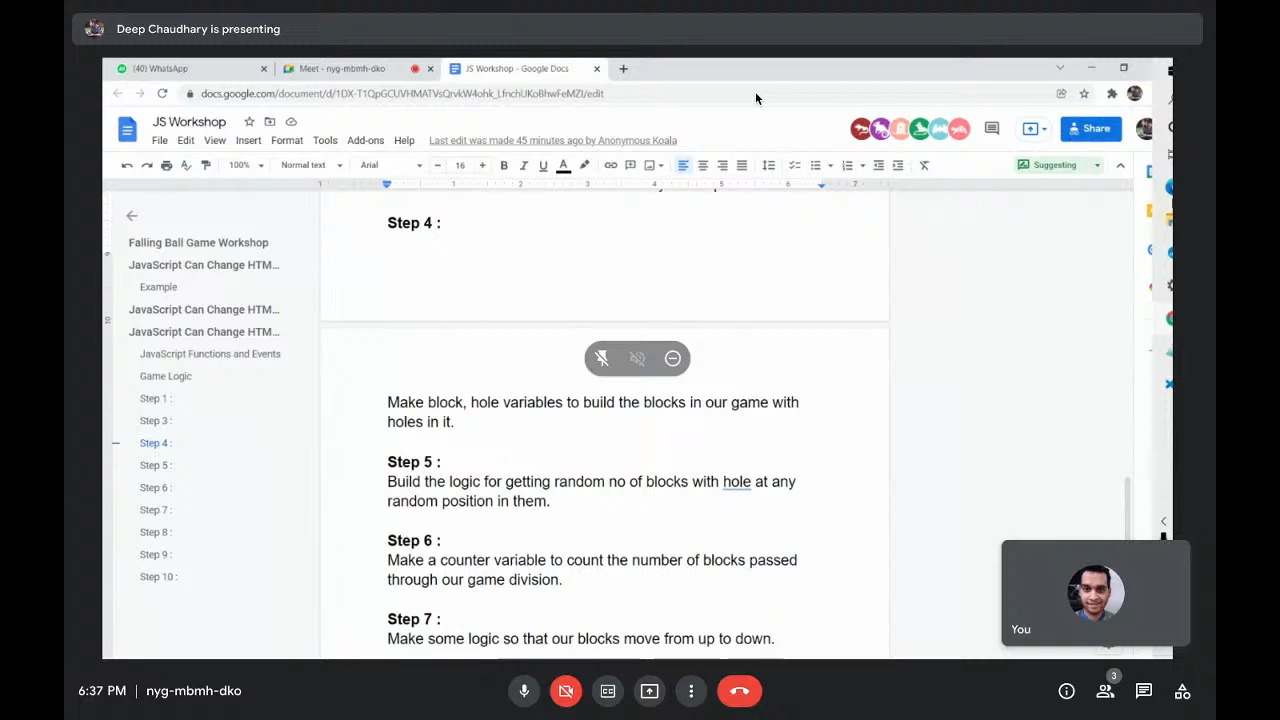 Deep Chaudhary is presenting
(40) WhatsApp
Meet - nyg-mbmh-dko
JS Workshop - Google Docs
JS Workshop
File Edit View Insert Format Tools Add-ons Help Last edit was made 45 minutes ago by Anonymous Koala
Share
100% Normal text Arial 16 Suggesting
1 1 2 3 4 5 6 7
Falling Ball Game Workshop
JavaScript Can Change HTM...
Example
JavaScript Can Change HTM...
JavaScript Can Change HTM...
JavaScript Functions and Events
Game Logic
Step 1 :
Step 3 :
Step 4 :
Step 5 :
Step 6 :
Step 7 :
Step 8 :
Step 9 :
Step 10 :
Step 4 :
Make block, hole variables to build the blocks in our game with
holes in it.
Step 5 :
Build the logic for getting random no of blocks with hole at any
random position in them.
Step 6 :
Make a counter variable to count the number of blocks passed
through our game division.
Step 7 :
Make some logic so that our blocks move from up to down.
You
6:37 PM | nyg-mbmh-dko
3